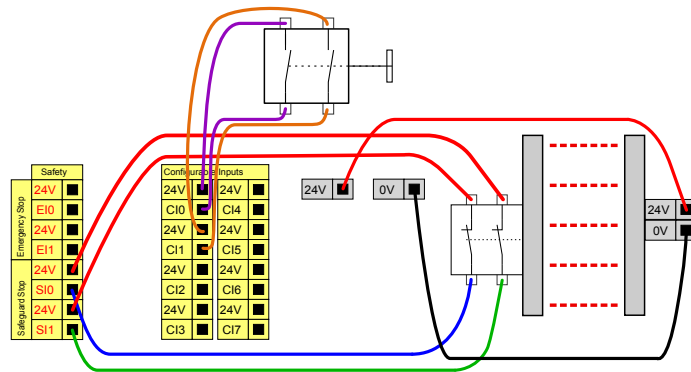 Safety
Emergency Stop
24V
EI0
24V
EI1
Safeguard Stop
24V
SI0
24V
SI1
Configurable Inputs
24V 24V
CI0 CI4
24V 24V
CI1 CI5
24V 24V
CI2 CI6
24V 24V
CI3 CI7
24V 0V
24V
0V